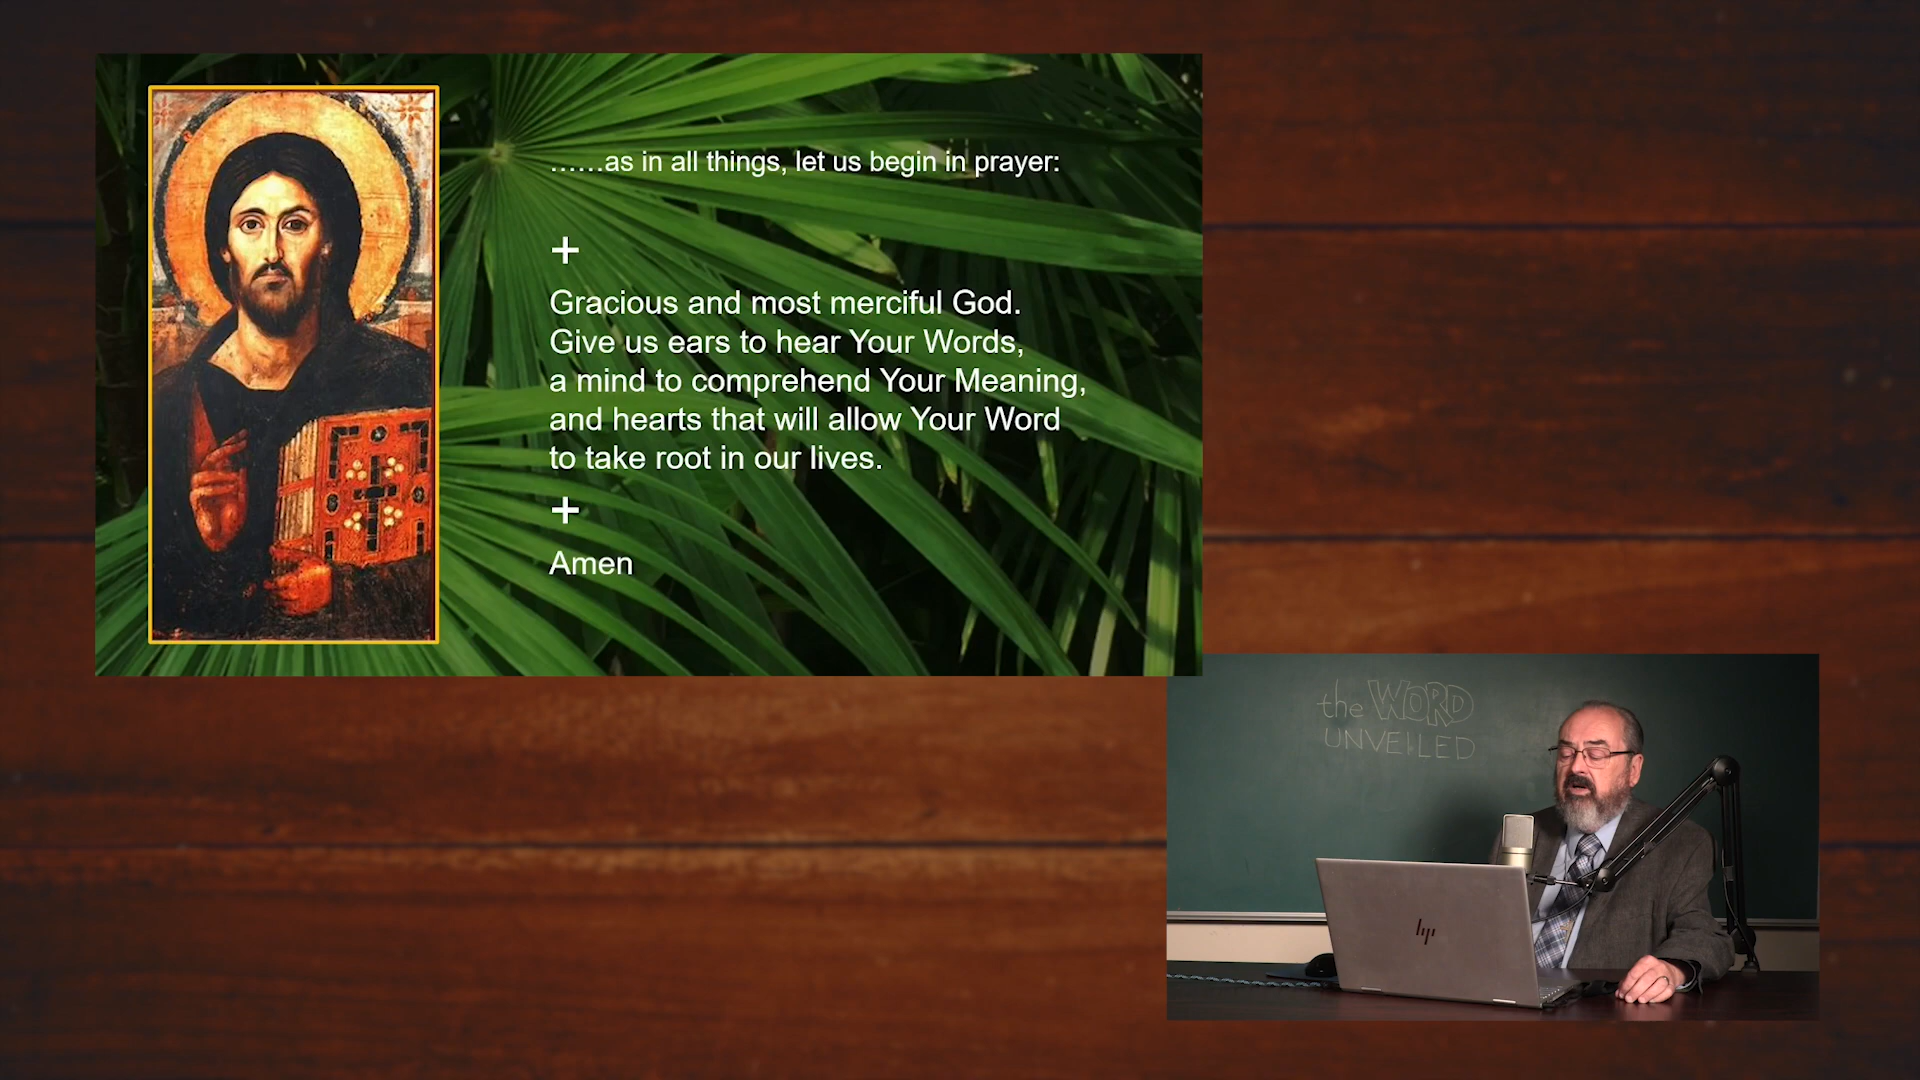 ......as in all things, let us begin in prayer:
+
Gracious and most merciful God.
Give us ears to hear Your Words,
a mind to comprehend Your Meaning,
and hearts that will allow Your Word
to take root in our lives.
+
Amen
the WORD
UNVEILED
hp